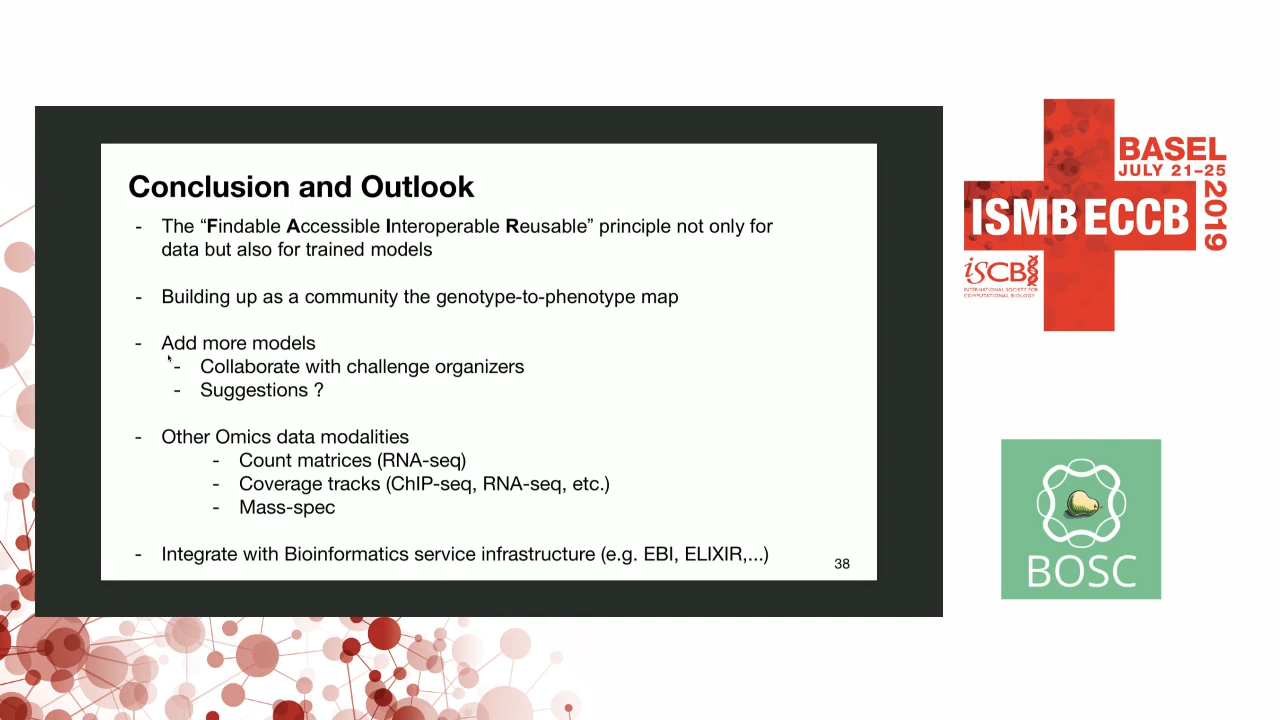 Conclusion and Outlook
- The “Findable Accessible Interoperable Reusable” principle not only for
data but also for trained models
- Building up as a community the genotype-to-phenotype map
- Add more models
- Collaborate with challenge organizers
- Suggestions ?
- Other Omics data modalities
- Count matrices (RNA-seq)
- Coverage tracks (ChIP-seq, RNA-seq, etc.)
- Mass-spec
- Integrate with Bioinformatics service infrastructure (e.g. EBI, ELIXIR,...)
38
BASEL
JULY 21–25
2019
ISMB ECCB
ISCB
INTERNATIONAL SOCIETY FOR
COMPUTATIONAL BIOLOGY
BOSC